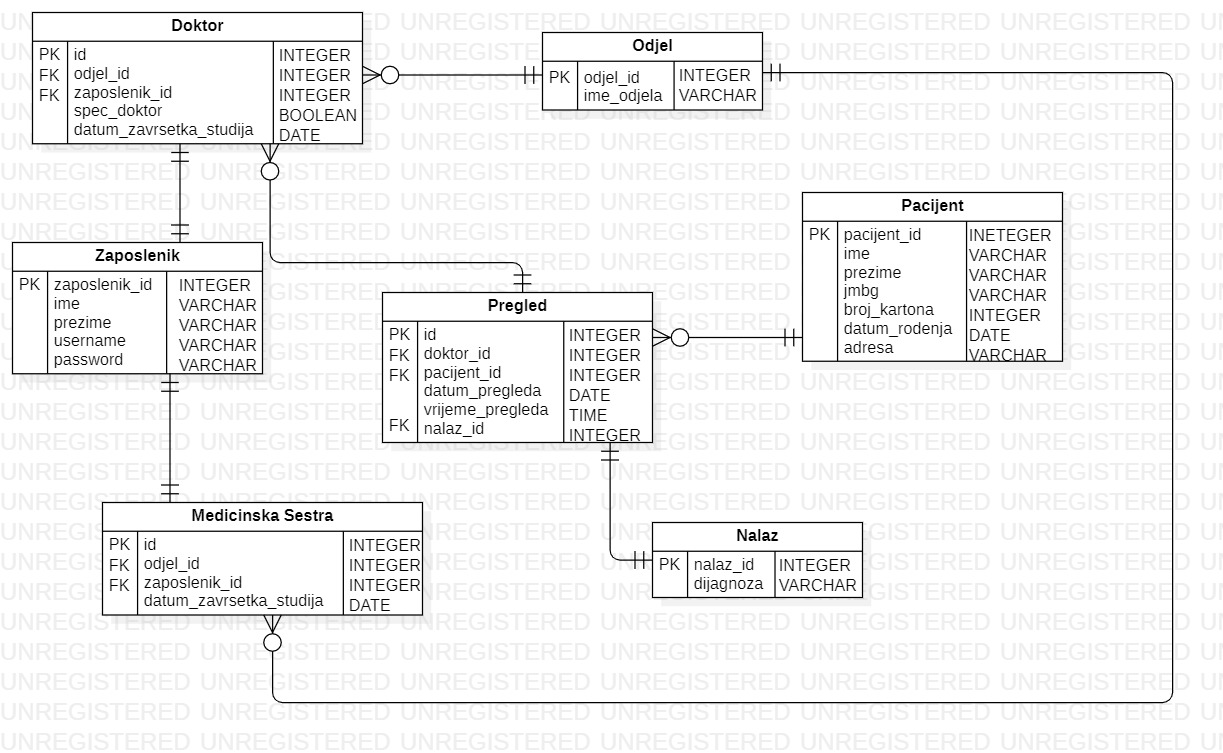 Doktor
PK id INTEGER
FK odjel_id INTEGER
FK zaposlenik_id INTEGER
spec_doktor BOOLEAN
datum_zavrsetka_studija DATE
Odjel
PK odjel_id INTEGER
ime_odjela VARCHAR
Pacijent
PK pacijent_id INETEGER
ime VARCHAR
prezime VARCHAR
jmbg VARCHAR
broj_kartona INTEGER
datum_rodenja DATE
adresa VARCHAR
Zaposlenik
PK zaposlenik_id INTEGER
ime VARCHAR
prezime VARCHAR
username VARCHAR
password VARCHAR
Pregled
PK id INTEGER
FK doktor_id INTEGER
FK pacijent_id INTEGER
datum_pregleda DATE
vrijeme_pregleda TIME
FK nalaz_id INTEGER
Medicinska Sestra
PK id INTEGER
FK odjel_id INTEGER
FK zaposlenik_id INTEGER
datum_zavrsetka_studija DATE
Nalaz
PK nalaz_id INTEGER
dijagnoza VARCHAR
UNREGISTERED